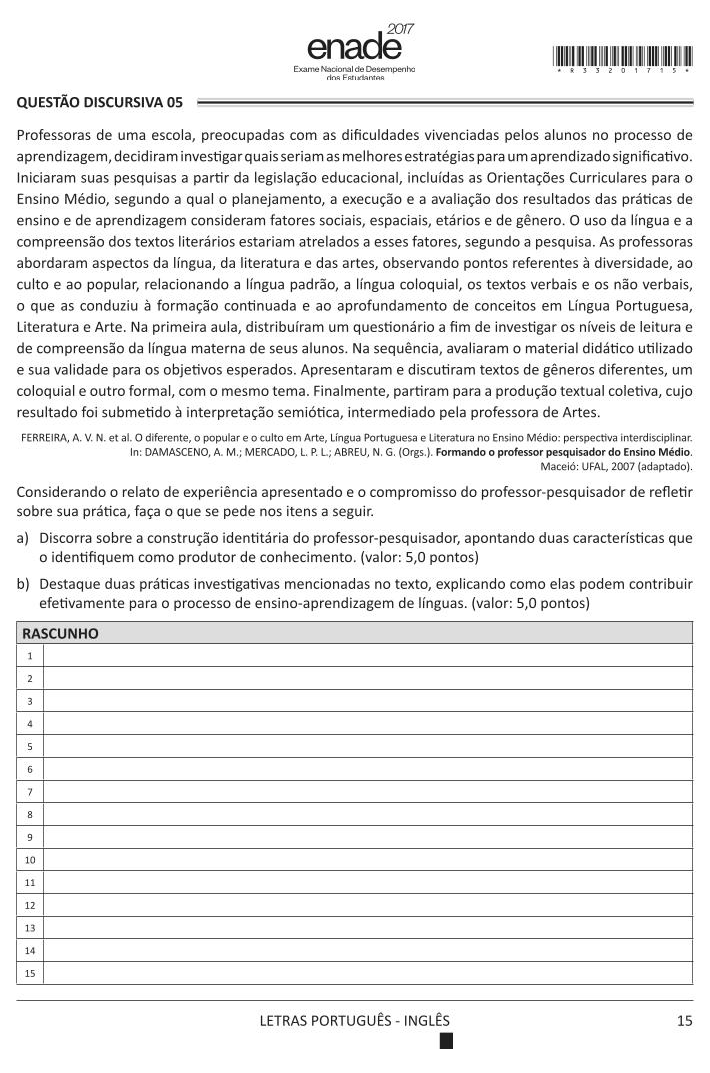 2017
enade
Exame Nacional de Desempenho
dos Estudantes
* R 3 3 2 0 1 7 1 5 *
QUESTÃO DISCURSIVA 05
Professoras de uma escola, preocupadas com as dificuldades vivenciadas pelos alunos no processo de
aprendizagem, decidiram investigar quais seriam as melhores estratégias para um aprendizado significativo.
Iniciaram suas pesquisas a partir da legislação educacional, incluídas as Orientações Curriculares para o
Ensino Médio, segundo a qual o planejamento, a execução e a avaliação dos resultados das práticas de
ensino e de aprendizagem consideram fatores sociais, espaciais, etários e de gênero. O uso da língua e a
compreensão dos textos literários estariam atrelados a esses fatores, segundo a pesquisa. As professoras
abordaram aspectos da língua, da literatura e das artes, observando pontos referentes à diversidade, ao
culto e ao popular, relacionando a língua padrão, a língua coloquial, os textos verbais e os não verbais,
o que as conduziu à formação continuada e ao aprofundamento de conceitos em Língua Portuguesa,
Literatura e Arte. Na primeira aula, distribuíram um questionário a fim de investigar os níveis de leitura e
de compreensão da língua materna de seus alunos. Na sequência, avaliaram o material didático utilizado
e sua validade para os objetivos esperados. Apresentaram e discutiram textos de gêneros diferentes, um
coloquial e outro formal, com o mesmo tema. Finalmente, partiram para a produção textual coletiva, cujo
resultado foi submetido à interpretação semiótica, intermediado pela professora de Artes.
FERREIRA, A. V. N. et al. O diferente, o popular e o culto em Arte, Língua Portuguesa e Literatura no Ensino Médio: perspectiva interdisciplinar.
In: DAMASCENO, A. M.; MERCADO, L. P. L.; ABREU, N. G. (Orgs.). Formando o professor pesquisador do Ensino Médio.
Maceió: UFAL, 2007 (adaptado).
Considerando o relato de experiência apresentado e o compromisso do professor-pesquisador de refletir
sobre sua prática, faça o que se pede nos itens a seguir.
a) Discorra sobre a construção identitária do professor-pesquisador, apontando duas características que
o identifiquem como produtor de conhecimento. (valor: 5,0 pontos)
b) Destaque duas práticas investigativas mencionadas no texto, explicando como elas podem contribuir
efetivamente para o processo de ensino-aprendizagem de línguas. (valor: 5,0 pontos)
RASCUNHO
1
2
3
4
5
6
7
8
9
10
11
12
13
14
15
LETRAS PORTUGUÊS - INGLÊS
15